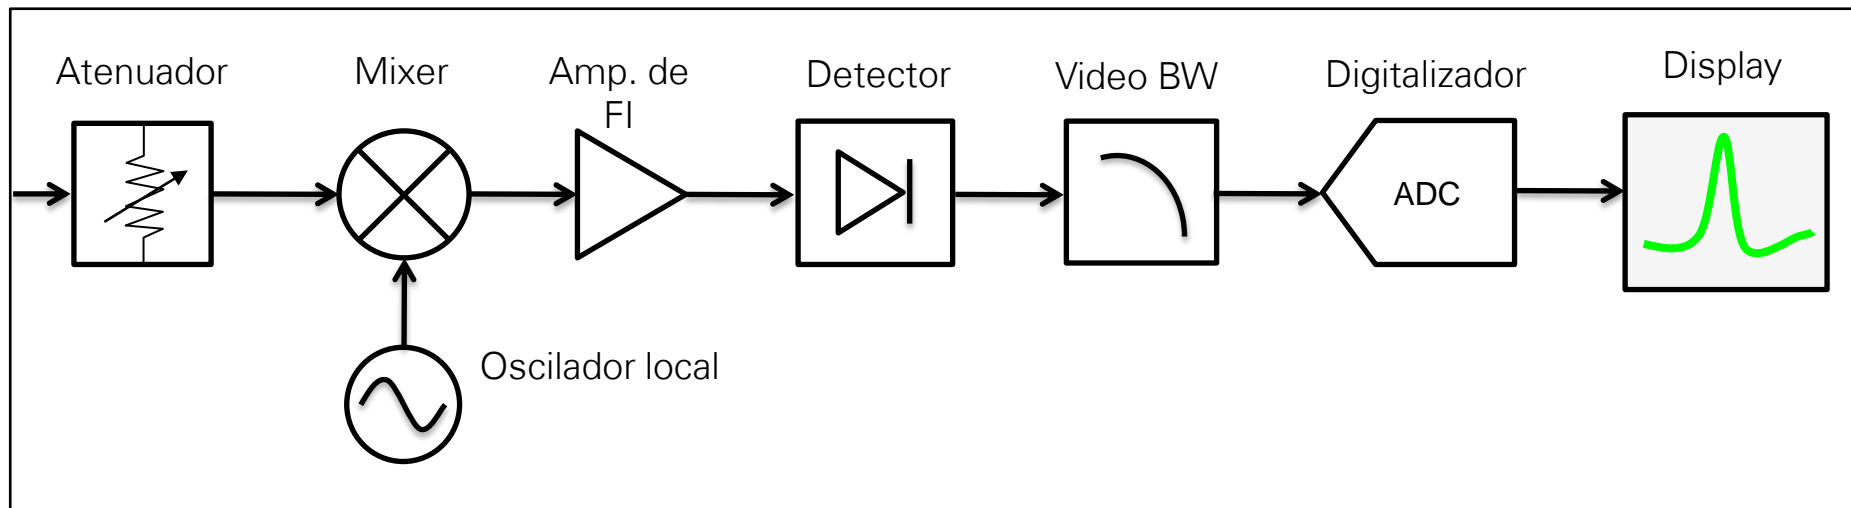 Atenuador
Mixer
Amp. de
FI
Detector
Video BW
Digitalizador
Display
ADC
Oscilador local